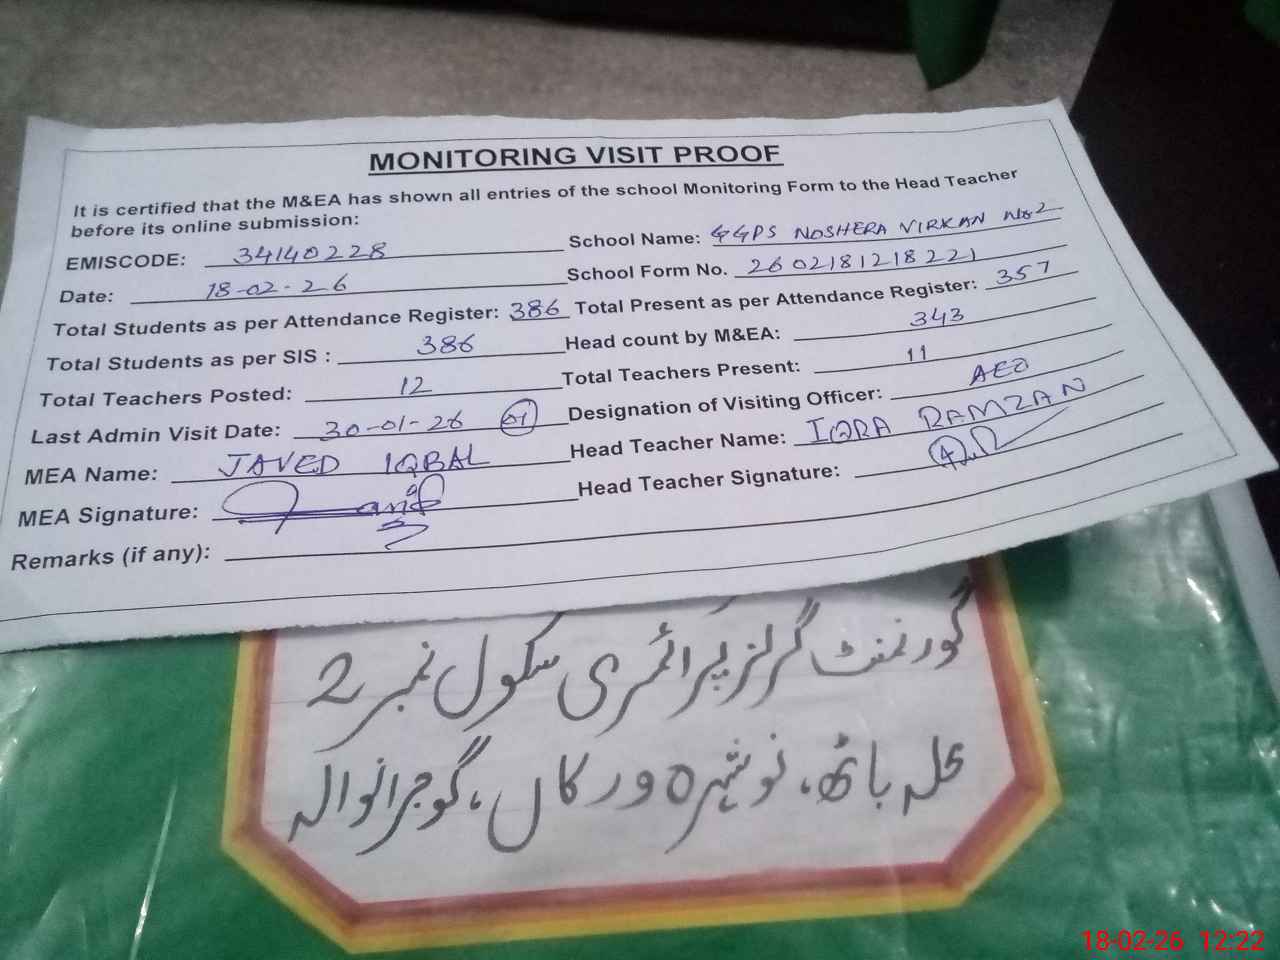 MONITORING VISIT PROOF
It is certified that the M&EA has shown all entries of the school Monitoring Form to the Head Teacher
before its online submission:
EMISCODE: 34140228 School Name: GGPS NOSHERA VIRKAN No2
Date: 18-02-26 School Form No. 260218121821
Total Students as per Attendance Register: 386 Total Present as per Attendance Register: 357
Total Students as per SIS : 386 Head count by M&EA: 343
Total Teachers Posted: 12 Total Teachers Present: 11
Last Admin Visit Date: 30-01-26 01 Designation of Visiting Officer: AEO
MEA Name: JAVED IQBAL Head Teacher Name: IQRA RAMZAN
MEA Signature: Head Teacher Signature:
Remarks (if any):
گورنمنٹ گرلز پرائمری سکول نمبر 2
محلہ باٹھ، نوشہرہ ورکاں، گوجرانوالہ
18-02-26 12:22